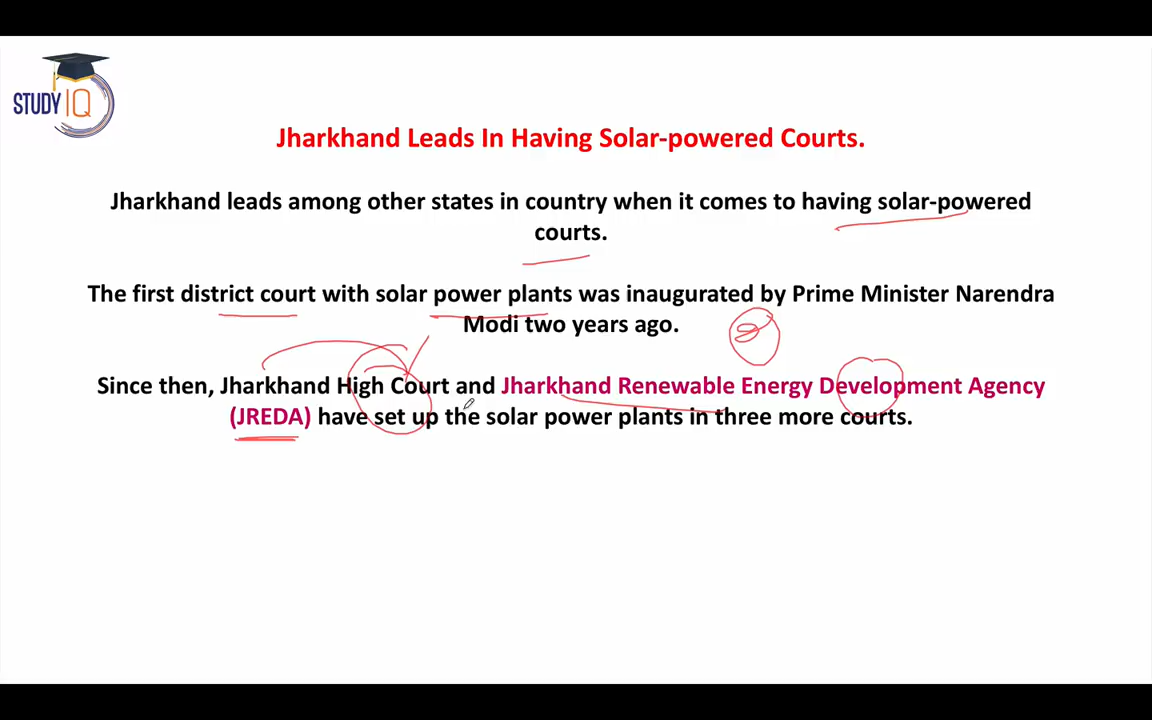 STUDY IQ
Jharkhand Leads In Having Solar-powered Courts.
Jharkhand leads among other states in country when it comes to having solar-powered
courts.
The first district court with solar power plants was inaugurated by Prime Minister Narendra
Modi two years ago.
2
Since then, Jharkhand High Court and Jharkhand Renewable Energy Development Agency
(JREDA) have set up the solar power plants in three more courts.